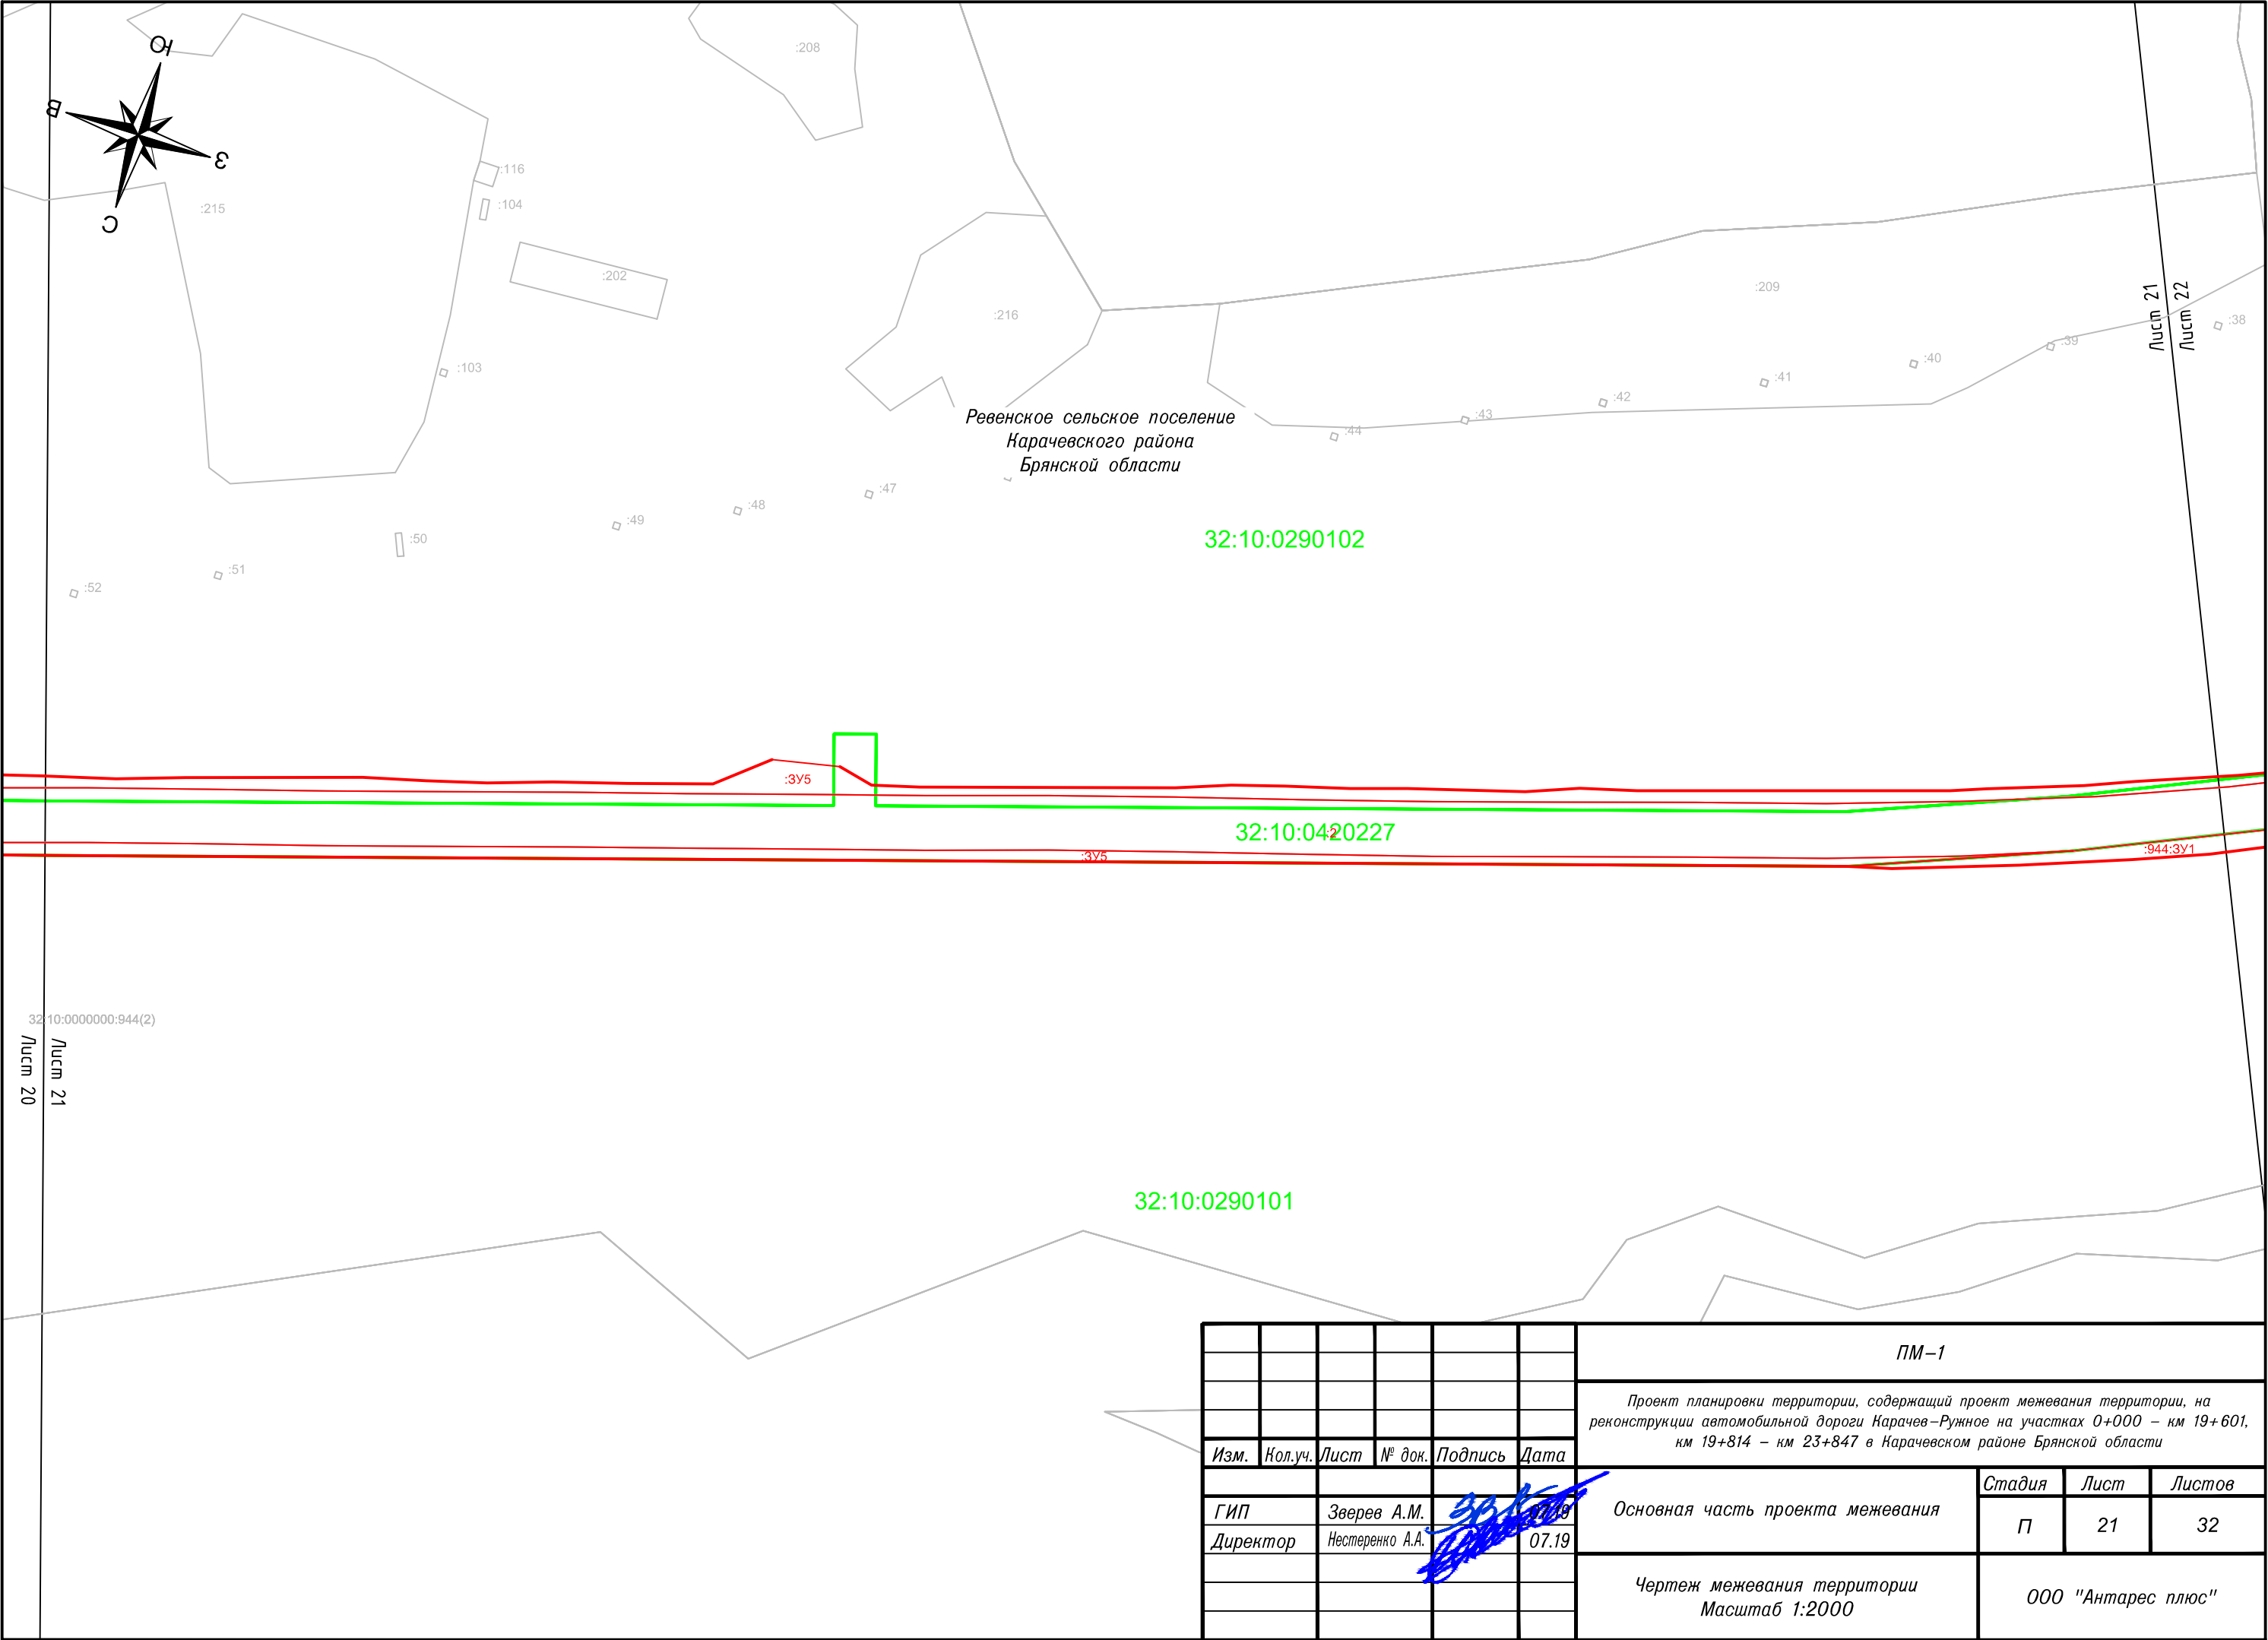 Ю
В
З
С
:208
:116
:104
:215
:202
:216
:209
:103
:38
:39
:40
:41
:42
:43
:44
Лист 21
Лист 22
Ревенское сельское поселение
Карачевского района
Брянской области
:47
:48
:49
:50
:51
:52
32:10:0290102
:ЗУ5
32:10:0420227
:2
:ЗУ5
:944:ЗУ1
32:10:0000000:944(2)
Лист 20
Лист 21
32:10:0290101
ПМ-1
Проект планировки территории, содержащий проект межевания территории, на
реконструкции автомобильной дороги Карачев-Ружное на участках 0+000 - км 19+601,
км 19+814 - км 23+847 в Карачевском районе Брянской области
Изм. Кол.уч. Лист № док. Подпись Дата
Основная часть проекта межевания
Стадия Лист Листов
П 21 32
ГИП Зверев А.М. 07.19
Директор Нестеренко А.А. 07.19
Чертеж межевания территории
Масштаб 1:2000
ООО "Антарес плюс"